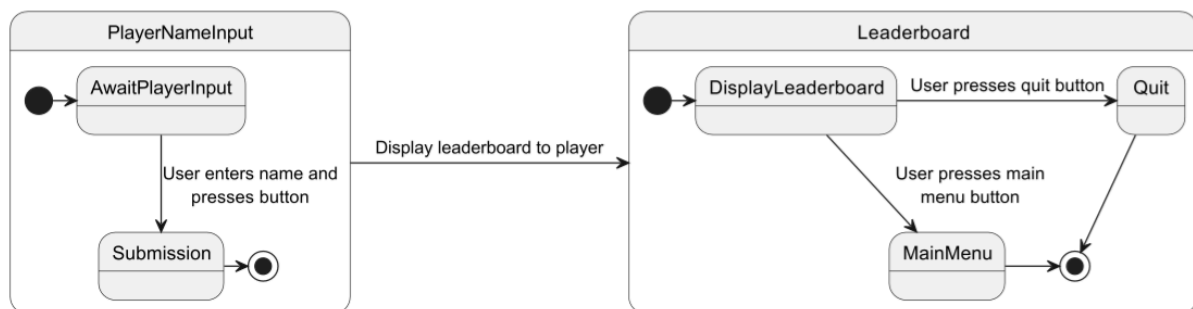 PlayerNameInput
AwaitPlayerInput
User enters name and
presses button
Submission
Display leaderboard to player
Leaderboard
DisplayLeaderboard
User presses quit button
Quit
User presses main
menu button
MainMenu